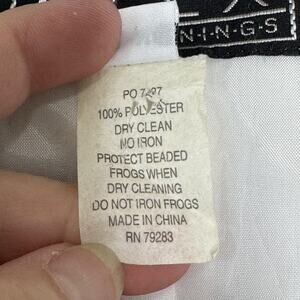 N·I·N·G·S
PO 7497
100% POLYESTER
DRY CLEAN
NO IRON
PROTECT BEADED
FROGS WHEN
DRY CLEANING
DO NOT IRON FROGS
MADE IN CHINA
RN 79283